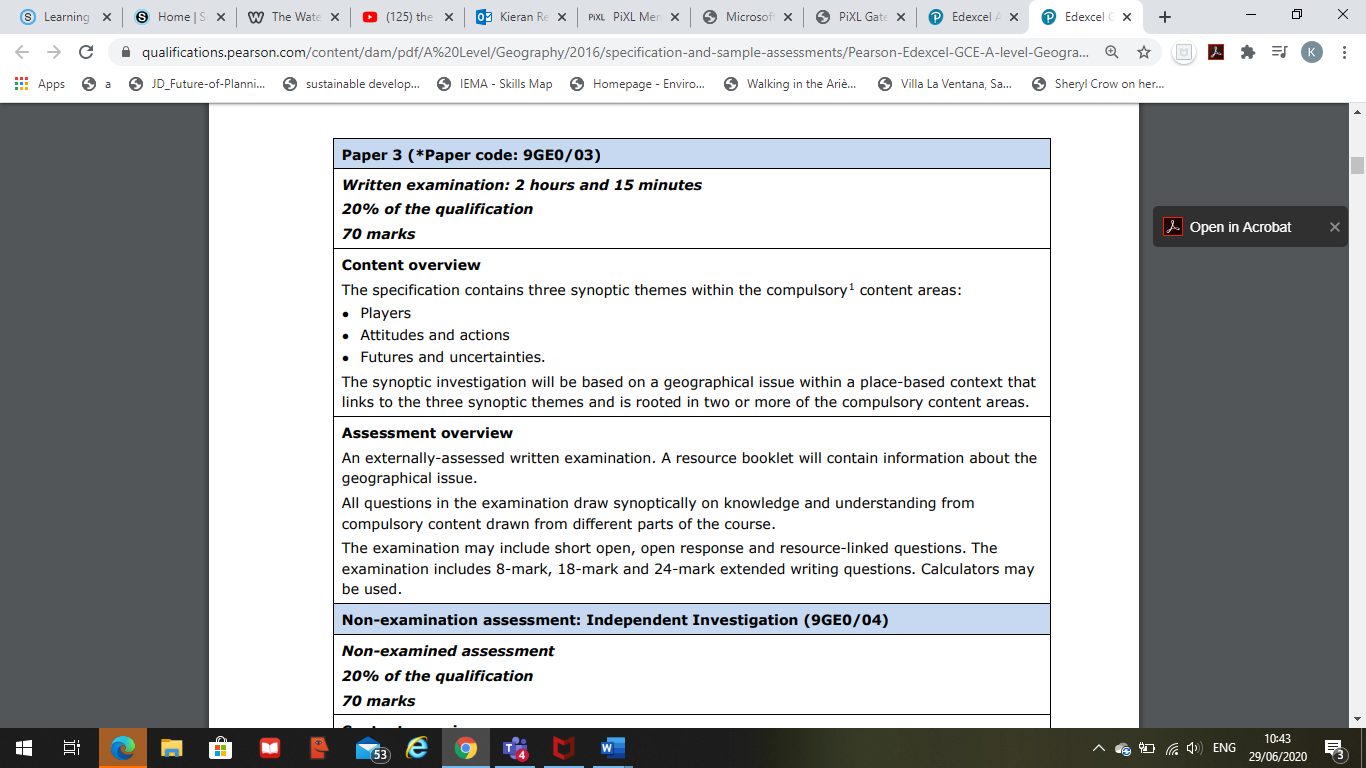 Learning
Home | S
The Wate
(125) the
Kieran Re
PiXL PiXL Men
Microsoft
PiXL Gate
Edexcel A
Edexcel G
qualifications.pearson.com/content/dam/pdf/A%20Level/Geography/2016/specification-and-sample-assessments/Pearson-Edexcel-GCE-A-level-Geogra...
K
Apps
a
JD_Future-of-Planni...
sustainable develop...
IEMA - Skills Map
Homepage - Enviro...
Walking in the Ariè...
Villa La Ventana, Sa...
Sheryl Crow on her...
Open in Acrobat
Paper 3 (*Paper code: 9GE0/03)
Written examination: 2 hours and 15 minutes
20% of the qualification
70 marks
Content overview
The specification contains three synoptic themes within the compulsory¹ content areas:
• Players
• Attitudes and actions
• Futures and uncertainties.
The synoptic investigation will be based on a geographical issue within a place-based context that
links to the three synoptic themes and is rooted in two or more of the compulsory content areas.
Assessment overview
An externally-assessed written examination. A resource booklet will contain information about the
geographical issue.
All questions in the examination draw synoptically on knowledge and understanding from
compulsory content drawn from different parts of the course.
The examination may include short open, open response and resource-linked questions. The
examination includes 8-mark, 18-mark and 24-mark extended writing questions. Calculators may
be used.
Non-examination assessment: Independent Investigation (9GE0/04)
Non-examined assessment
20% of the qualification
70 marks
53
4
ENG
10:43
29/06/2020
3